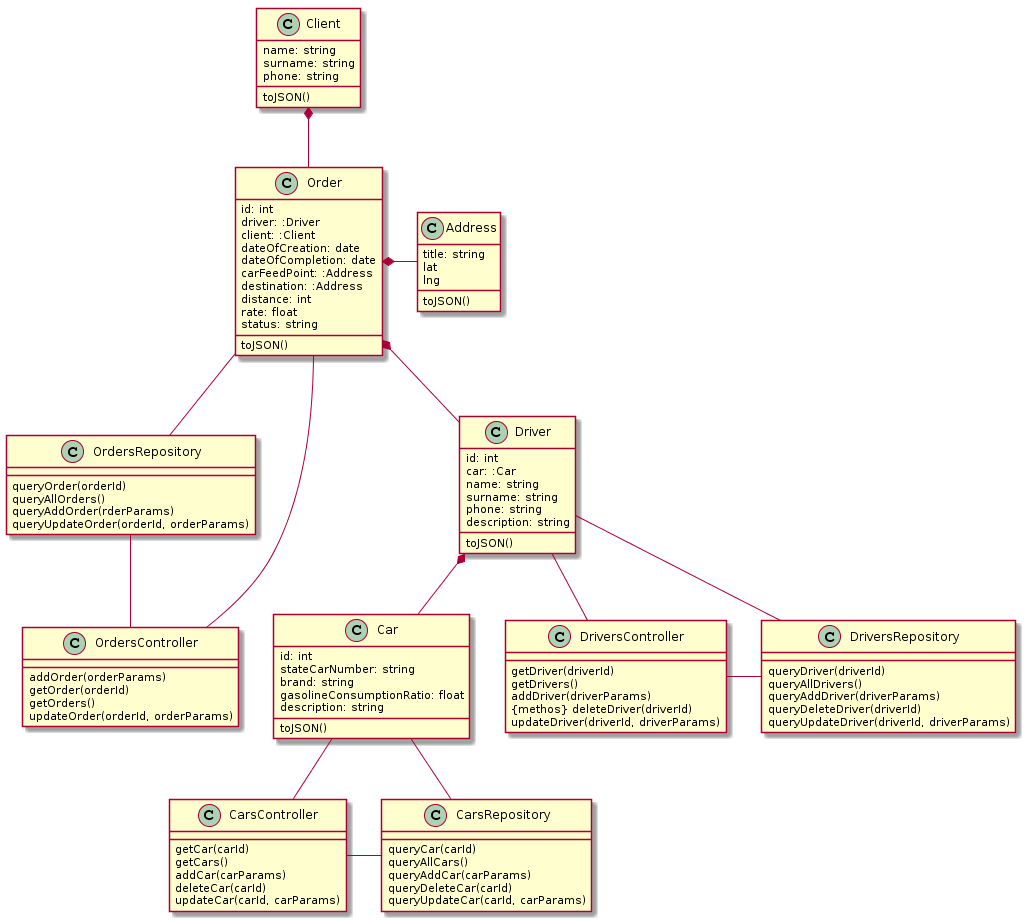 C Client
name: string
surname: string
phone: string
toJSON()
C Order
id: int
driver: :Driver
client: :Client
dateOfCreation: date
dateOfCompletion: date
carFeedPoint: :Address
destination: :Address
distance: int
rate: float
status: string
toJSON()
C Address
title: string
lat
lng
toJSON()
C OrdersRepository
queryOrder(orderId)
queryAllOrders()
queryAddOrder(rderParams)
queryUpdateOrder(orderId, orderParams)
C Driver
id: int
car: :Car
name: string
surname: string
phone: string
description: string
toJSON()
C OrdersController
addOrder(orderParams)
getOrder(orderId)
getOrders()
updateOrder(orderId, orderParams)
C Car
id: int
stateCarNumber: string
brand: string
gasolineConsumptionRatio: float
description: string
toJSON()
C DriversController
getDriver(driverId)
getDrivers()
addDriver(driverParams)
{methos} deleteDriver(driverId)
updateDriver(driverId, driverParams)
C DriversRepository
queryDriver(driverId)
queryAllDrivers()
queryAddDriver(driverParams)
queryDeleteDriver(driverId)
queryUpdateDriver(driverId, driverParams)
C CarsController
getCar(carId)
getCars()
addCar(carParams)
deleteCar(carId)
updateCar(carId, carParams)
C CarsRepository
queryCar(carId)
queryAllCars()
queryAddCar(carParams)
queryDeleteCar(carId)
queryUpdateCar(carId, carParams)